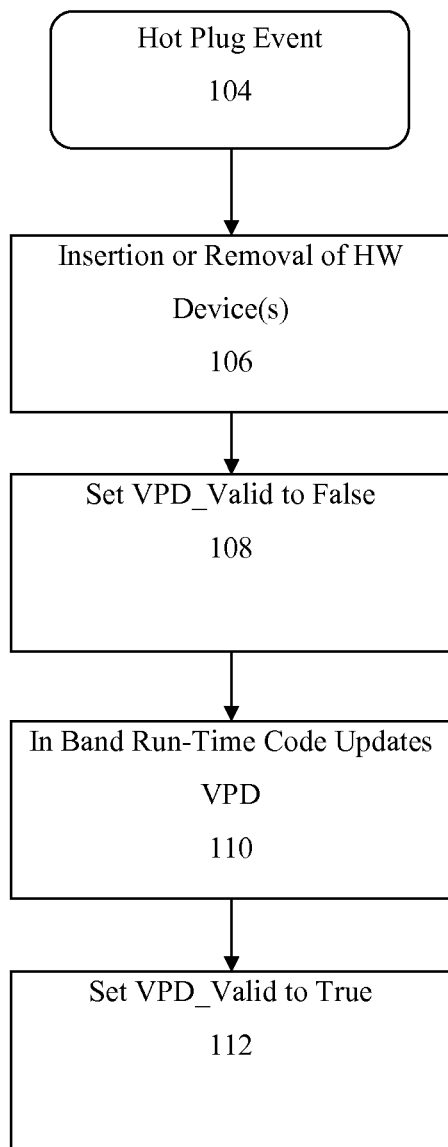 Hot Plug Event
104
Insertion or Removal of HW
Device(s)
106
Set VPD_Valid to False
108
In Band Run-Time Code Updates
VPD
110
Set VPD_Valid to True
112